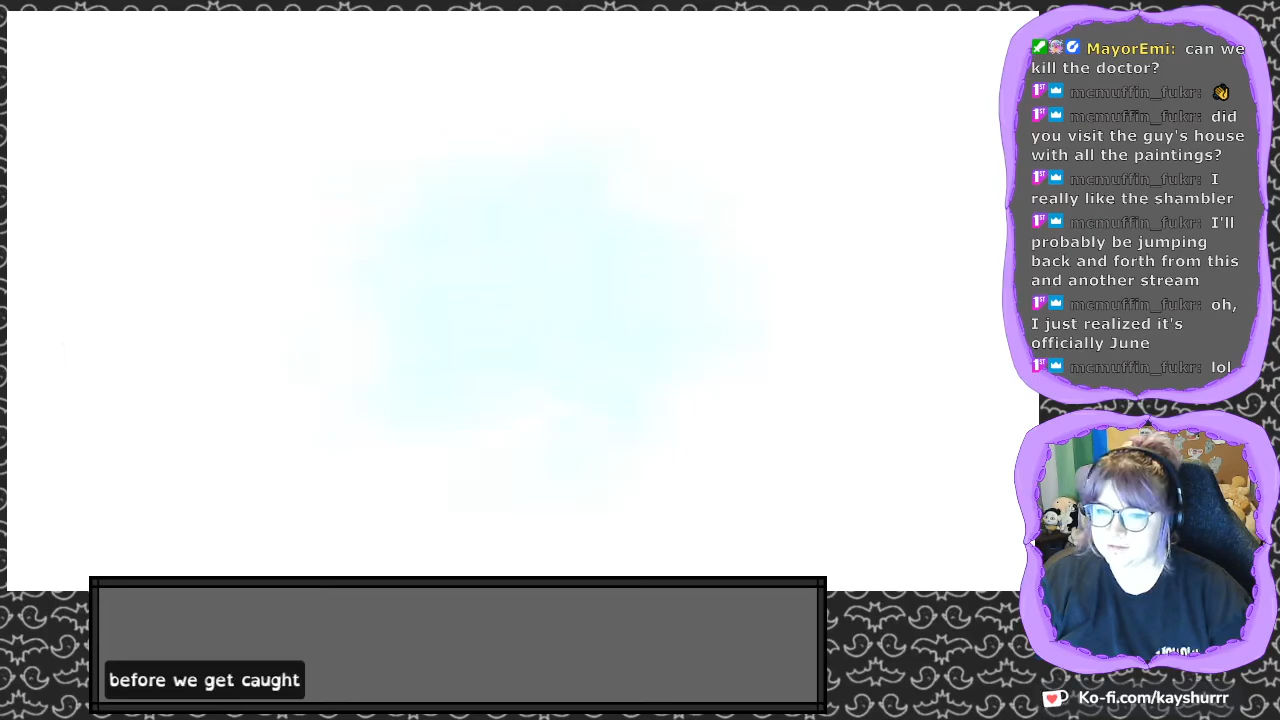 MayorEmi: can we
kill the doctor?
mcmuffin_fukr:
mcmuffin_fukr: did
you visit the guy's house
with all the paintings?
mcmuffin_fukr: I
really like the shambler
mcmuffin_fukr: I'll
probably be jumping
back and forth from this
and another stream
mcmuffin_fukr: oh,
I just realized it's
officially June
mcmuffin_fukr: lol
before we get caught
Ko-fi.com/kayshurrr